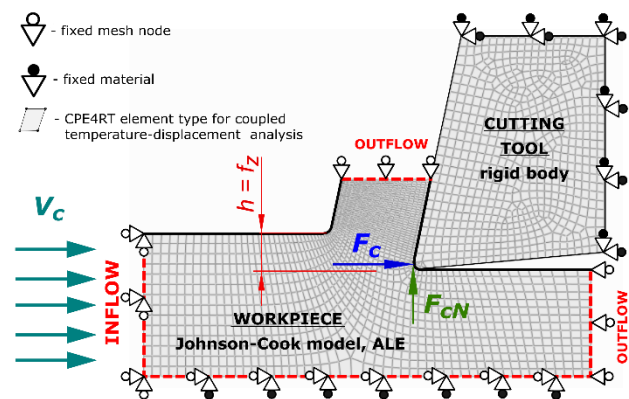 - fixed mesh node
- fixed material
- CPE4RT element type for coupled
temperature-displacement analysis
OUTFLOW
CUTTING
TOOL
rigid body
h = fz
Vc
Fc
FcN
INFLOW
WORKPIECE
Johnson-Cook model, ALE
OUTFLOW